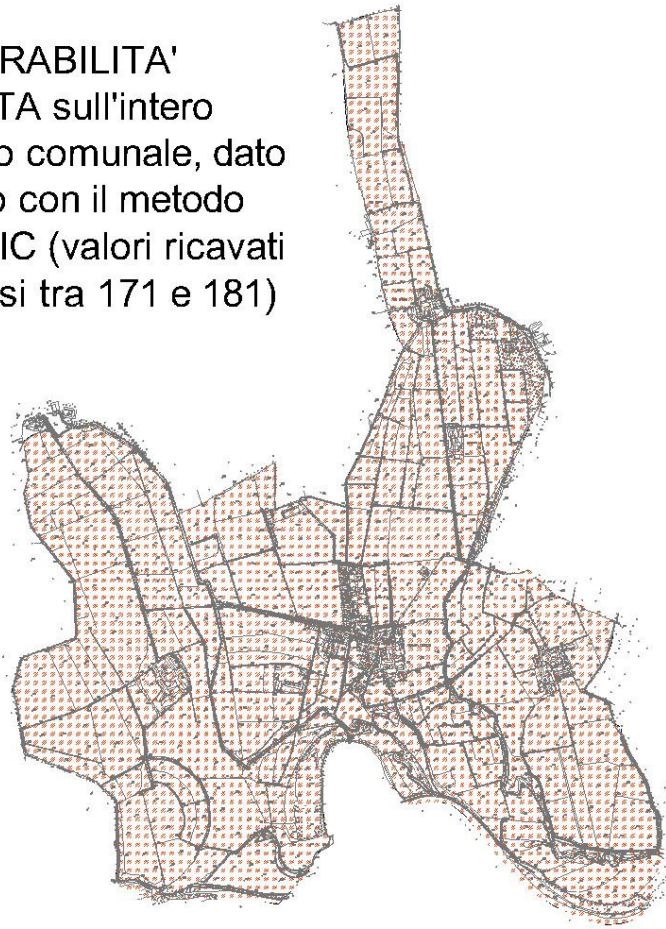 RABILITA'
TA sull'intero
o comunale, dato
o con il metodo
IC (valori ricavati
si tra 171 e 181)